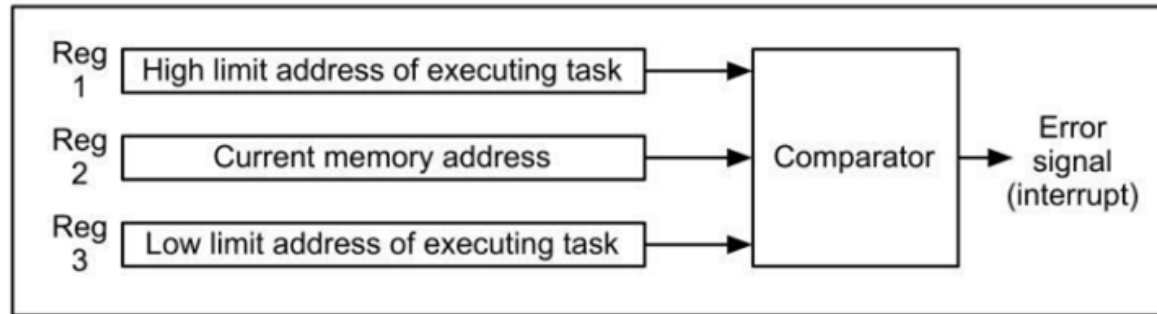 Reg
1
High limit address of executing task
Reg
2
Current memory address
Reg
3
Low limit address of executing task
Comparator
Error
signal
(interrupt)